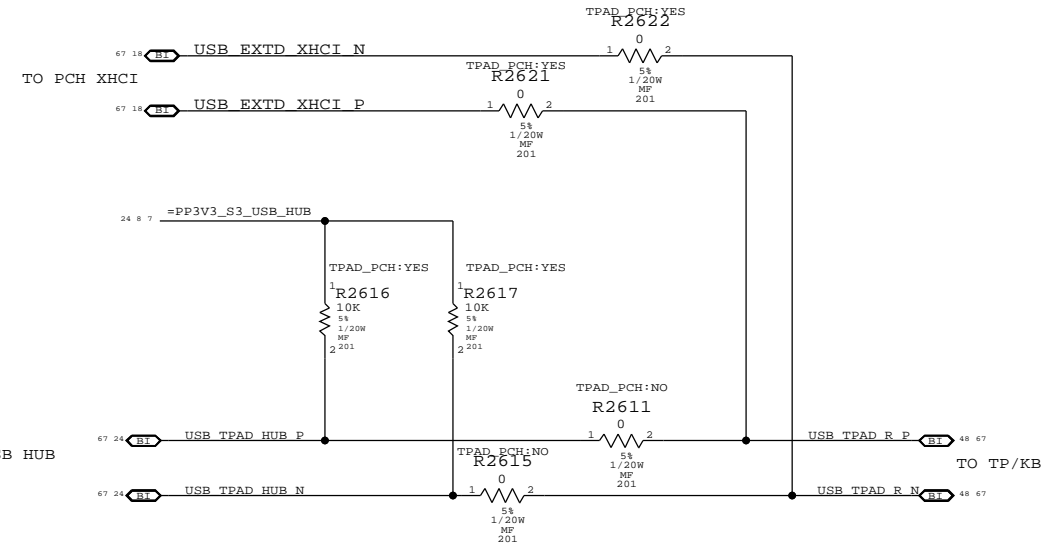 TPAD_PCH:YES
R2622
0
67 18 BI USB_EXTD_XHCI_N 1 2
5%
1/20W
MF
201
TO PCH XHCI
TPAD_PCH:YES
R2621
0
67 18 BI USB_EXTD_XHCI_P 1 2
5%
1/20W
MF
201
24 8 7 =PP3V3_S3_USB_HUB
TPAD_PCH:YES TPAD_PCH:YES
1 1
R2616 R2617
10K 10K
5% 5%
1/20W 1/20W
MF MF
2 201 2 201
TPAD_PCH:NO
R2611
0
67 24 BI USB_TPAD_HUB_P 1 2 USB_TPAD_R_P BI 48 67
5%
1/20W
MF
201
B HUB
TO TP/KB
TPAD_PCH:NO
R2615
0
67 24 BI USB_TPAD_HUB_N 1 2 USB_TPAD_R_N BI 48 67
5%
1/20W
MF
201